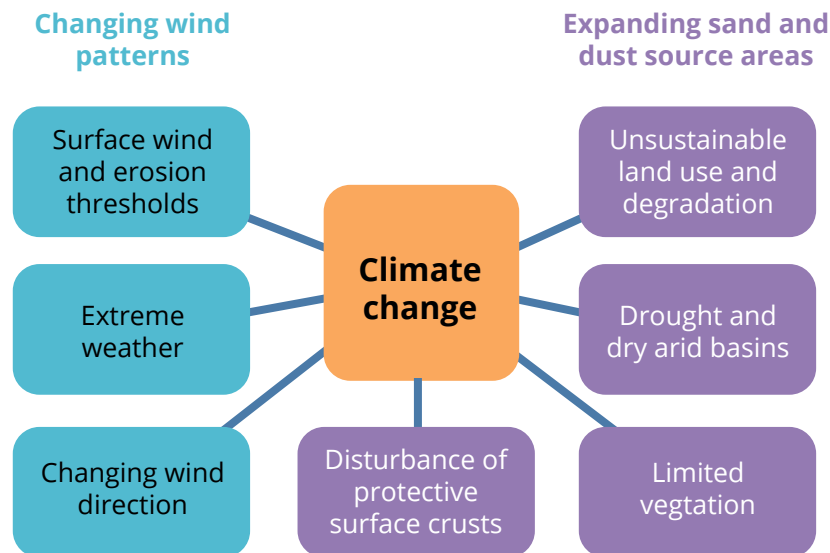 Changing wind
patterns
Expanding sand and
dust source areas
Surface wind
and erosion
thresholds
Unsustainable
land use and
degradation
Climate
change
Extreme
weather
Drought and
dry arid basins
Changing wind
direction
Disturbance of
protective
surface crusts
Limited
vegtation